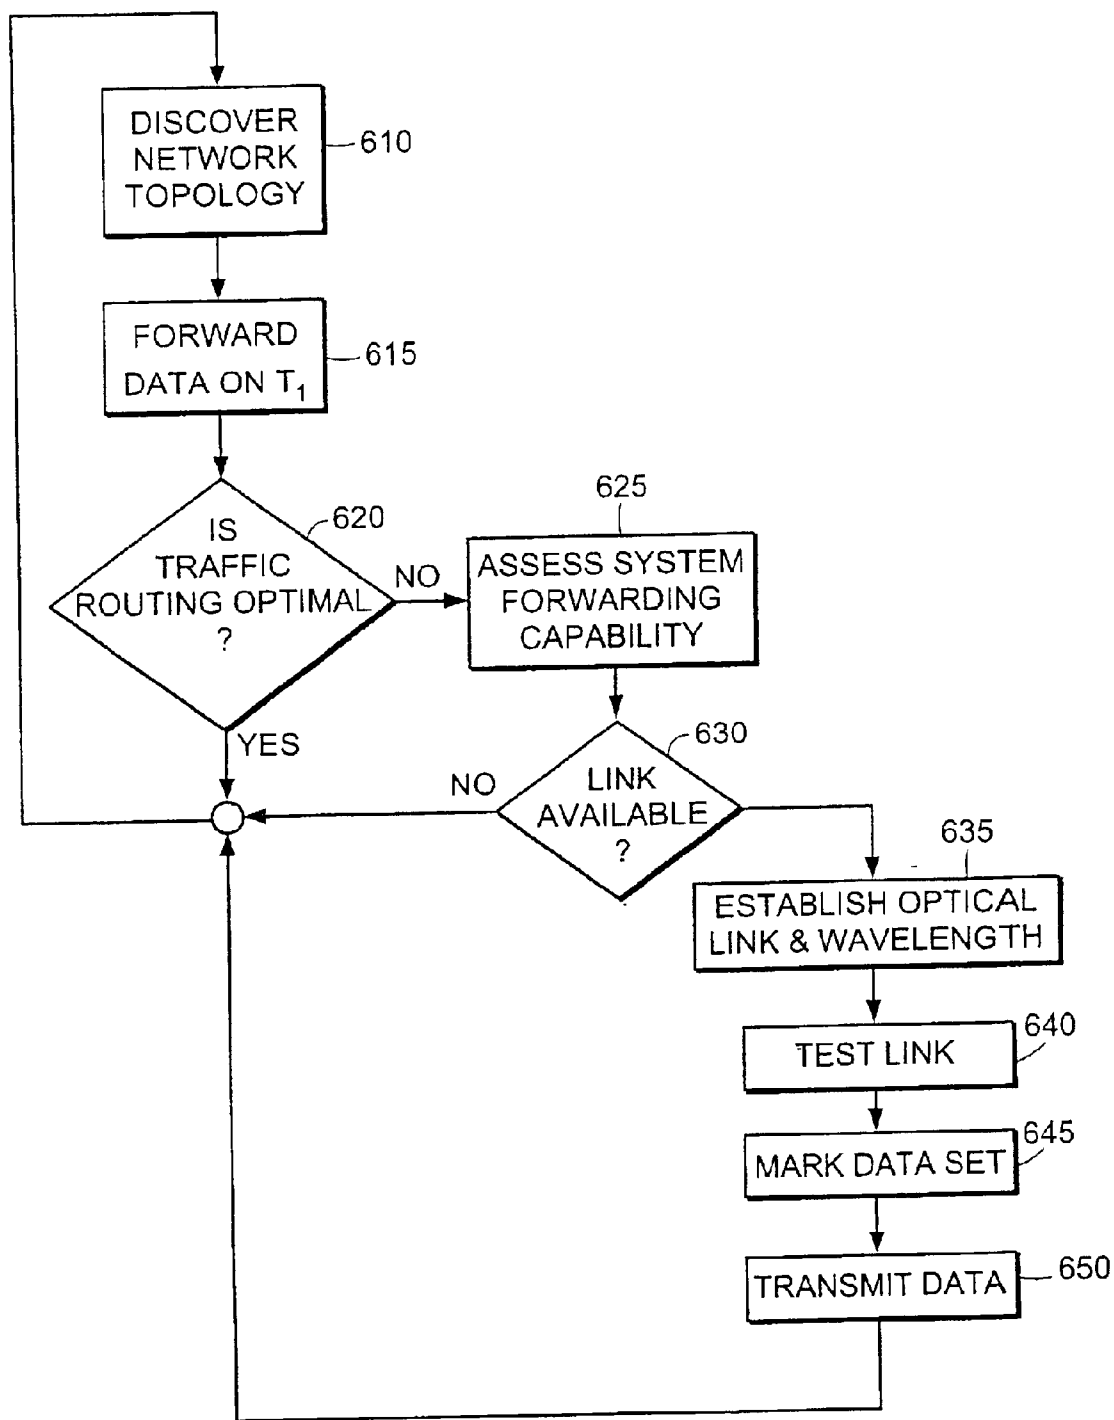 DISCOVER
NETWORK
TOPOLOGY
610
FORWARD
DATA ON T₁
615
IS
TRAFFIC
ROUTING OPTIMAL
?
620
NO
YES
625
ASSESS SYSTEM
FORWARDING
CAPABILITY
630
LINK
AVAILABLE
?
NO
635
ESTABLISH OPTICAL
LINK & WAVELENGTH
640
TEST LINK
645
MARK DATA SET
650
TRANSMIT DATA